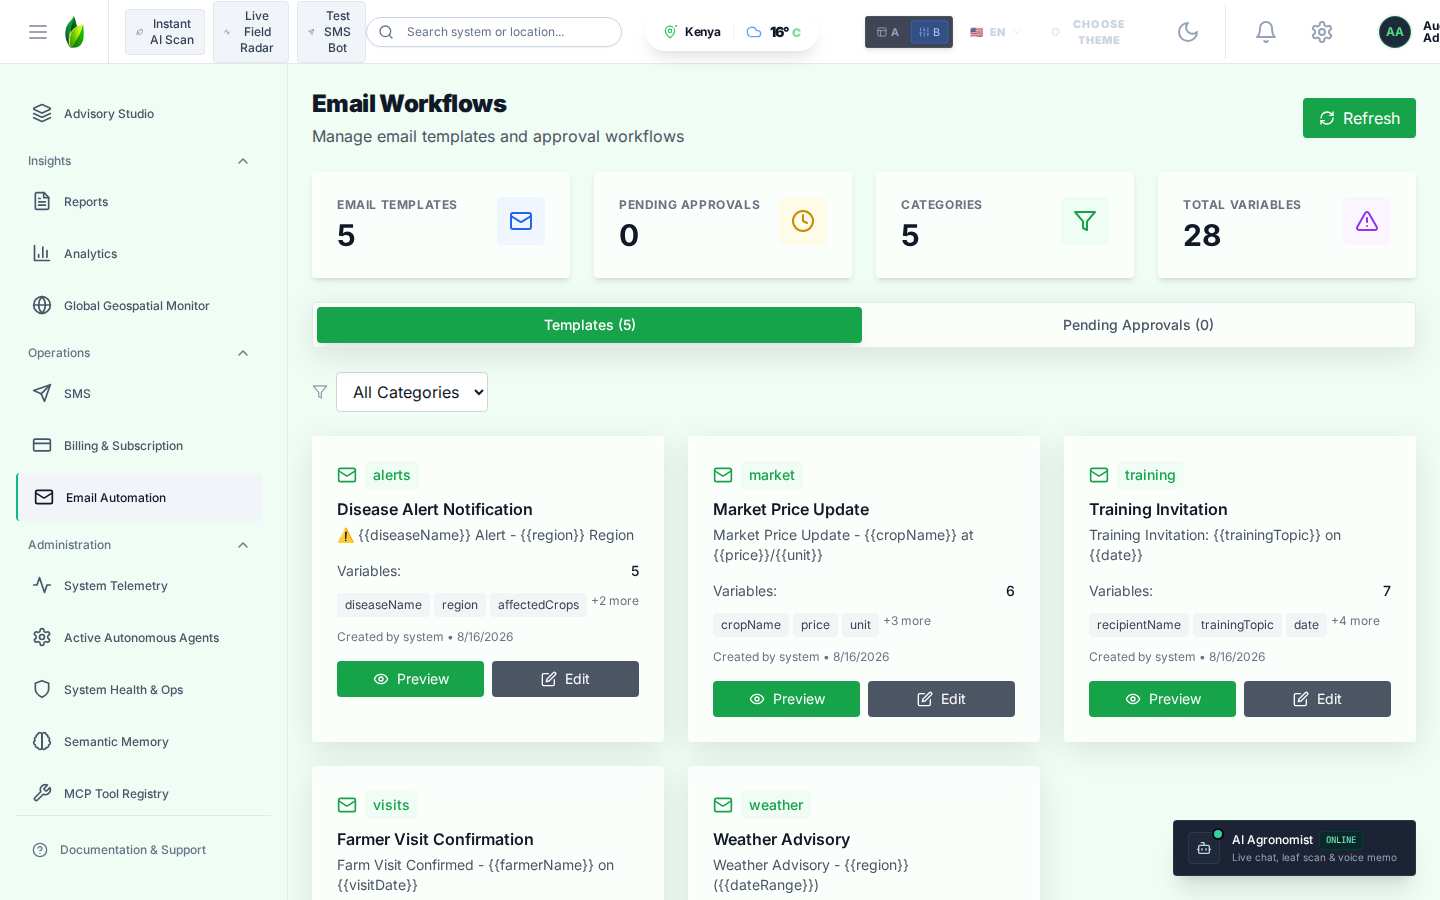 Instant
AI Scan
Live
Field
Radar
Test
SMS
Bot
Search system or location...
Kenya
16° C
A
B
EN
CHOOSE
THEME
AA
Au
Ad
Advisory Studio
Insights
Reports
Analytics
Global Geospatial Monitor
Operations
SMS
Billing & Subscription
Email Automation
Administration
System Telemetry
Active Autonomous Agents
System Health & Ops
Semantic Memory
MCP Tool Registry
Documentation & Support
Email Workflows
Manage email templates and approval workflows
Refresh
EMAIL TEMPLATES
5
PENDING APPROVALS
0
CATEGORIES
5
TOTAL VARIABLES
28
Templates (5)
Pending Approvals (0)
All Categories
alerts
Disease Alert Notification
⚠️ {{diseaseName}} Alert - {{region}} Region
Variables: 5
diseaseName region affectedCrops +2 more
Created by system • 8/16/2026
Preview Edit
market
Market Price Update
Market Price Update - {{cropName}} at
{{price}}/{{unit}}
Variables: 6
cropName price unit +3 more
Created by system • 8/16/2026
Preview Edit
training
Training Invitation
Training Invitation: {{trainingTopic}} on
{{date}}
Variables: 7
recipientName trainingTopic date +4 more
Created by system • 8/16/2026
Preview Edit
visits
Farmer Visit Confirmation
Farm Visit Confirmed - {{farmerName}} on
{{visitDate}}
weather
Weather Advisory
Weather Advisory - {{region}}
({{dateRange}})
AI Agronomist ONLINE
Live chat, leaf scan & voice memo